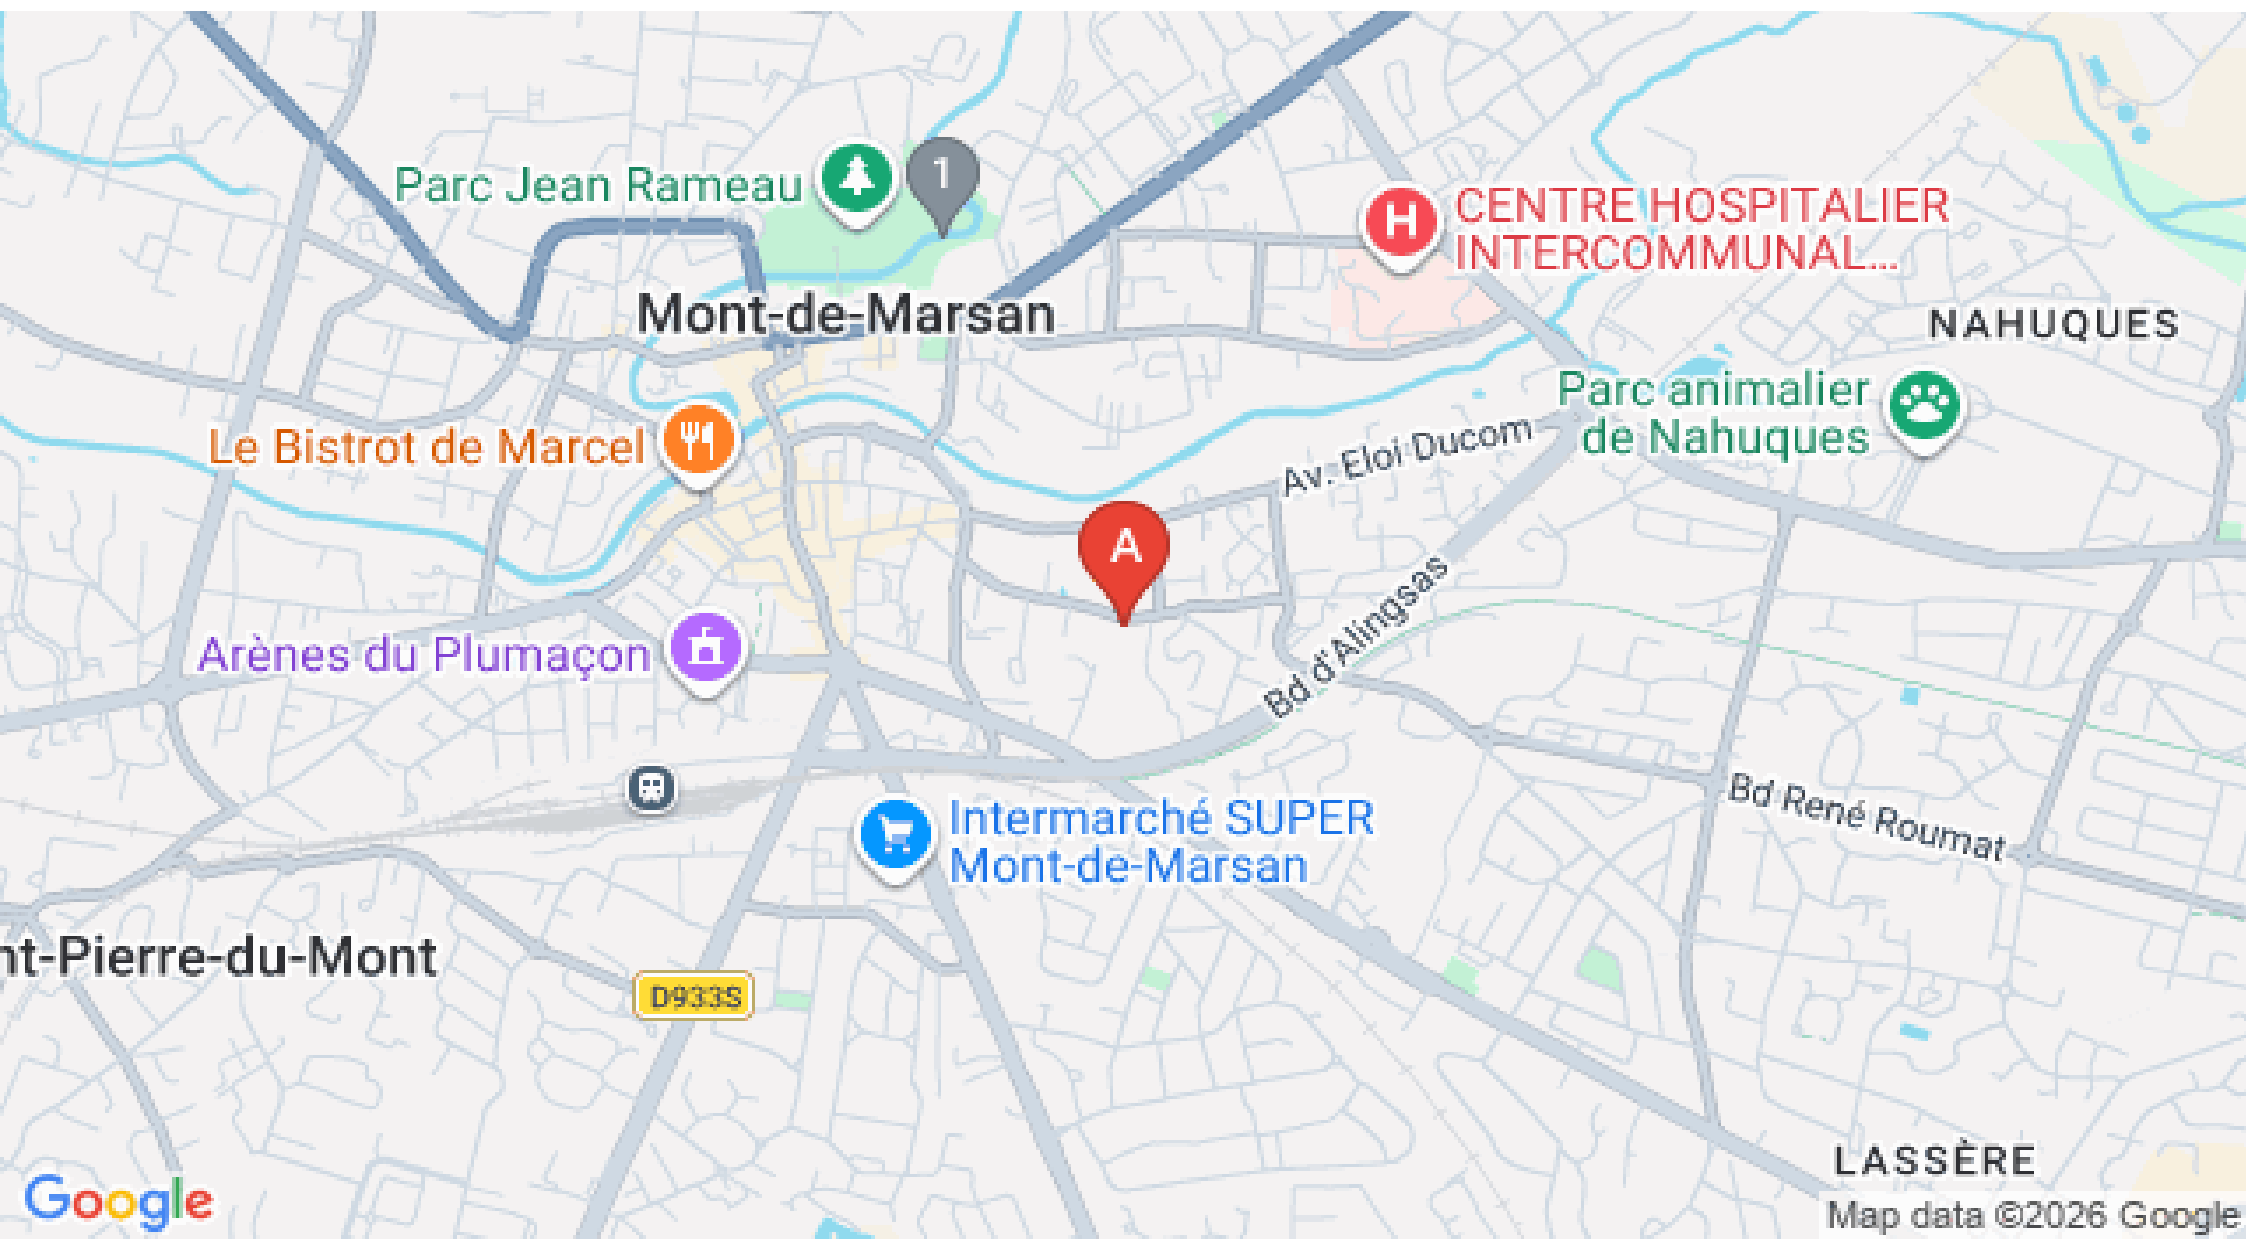 Parc Jean Rameau
1
CENTRE HOSPITALIER
INTERCOMMUNAL...
H
Mont-de-Marsan
NAHUQUES
Parc animalier
de Nahuques
Le Bistrot de Marcel
Av. Eloi Ducom
A
Bd d'Alingsas
Arènes du Plumaçon
Intermarché SUPER
Mont-de-Marsan
Bd René Roumat
nt-Pierre-du-Mont
D933S
LASSÈRE
Google
Map data ©2026 Google